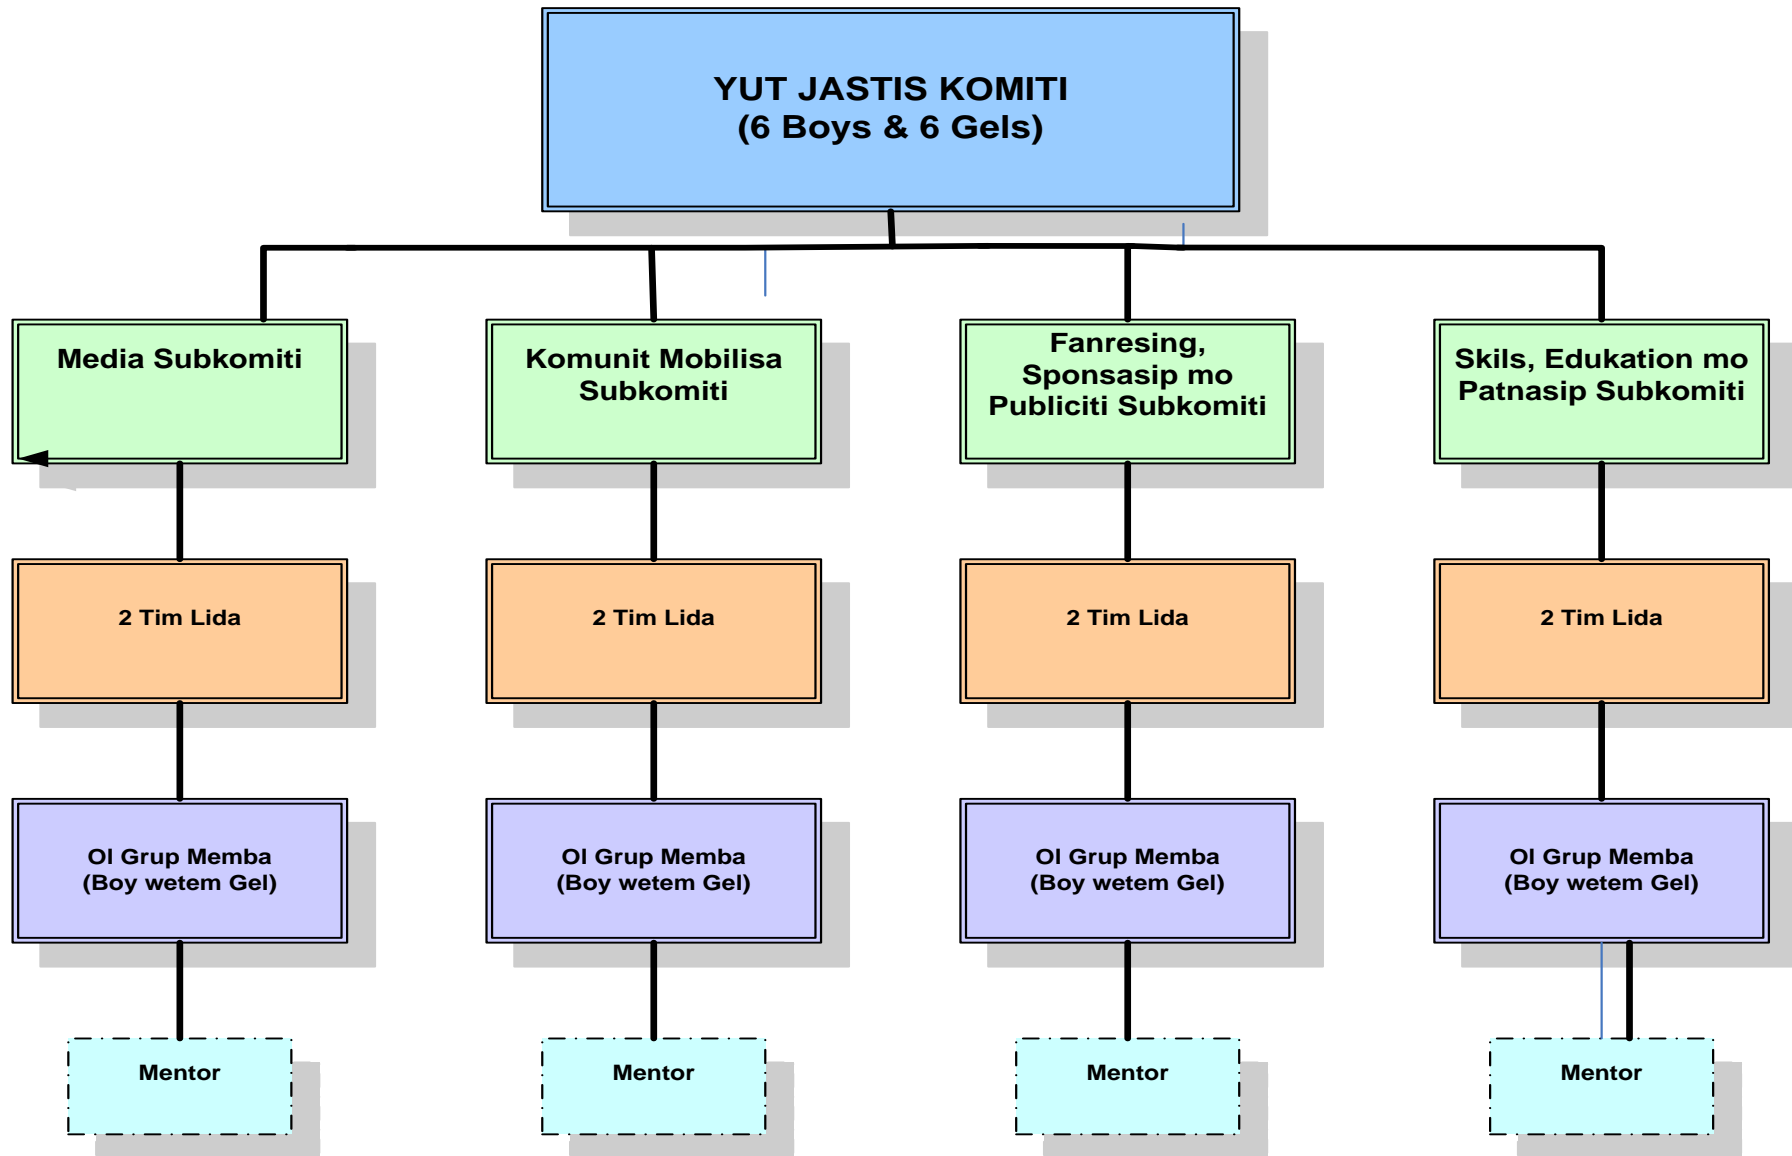 YUT JASTIS KOMITI
(6 Boys & 6 Gels)
Media Subkomiti
Komunit Mobilisa
Subkomiti
Fanresing,
Sponsasip mo
Publiciti Subkomiti
Skils, Edukation mo
Patnasip Subkomiti
2 Tim Lida
2 Tim Lida
2 Tim Lida
2 Tim Lida
Ol Grup Memba
(Boy wetem Gel)
Ol Grup Memba
(Boy wetem Gel)
Ol Grup Memba
(Boy wetem Gel)
Ol Grup Memba
(Boy wetem Gel)
Mentor
Mentor
Mentor
Mentor